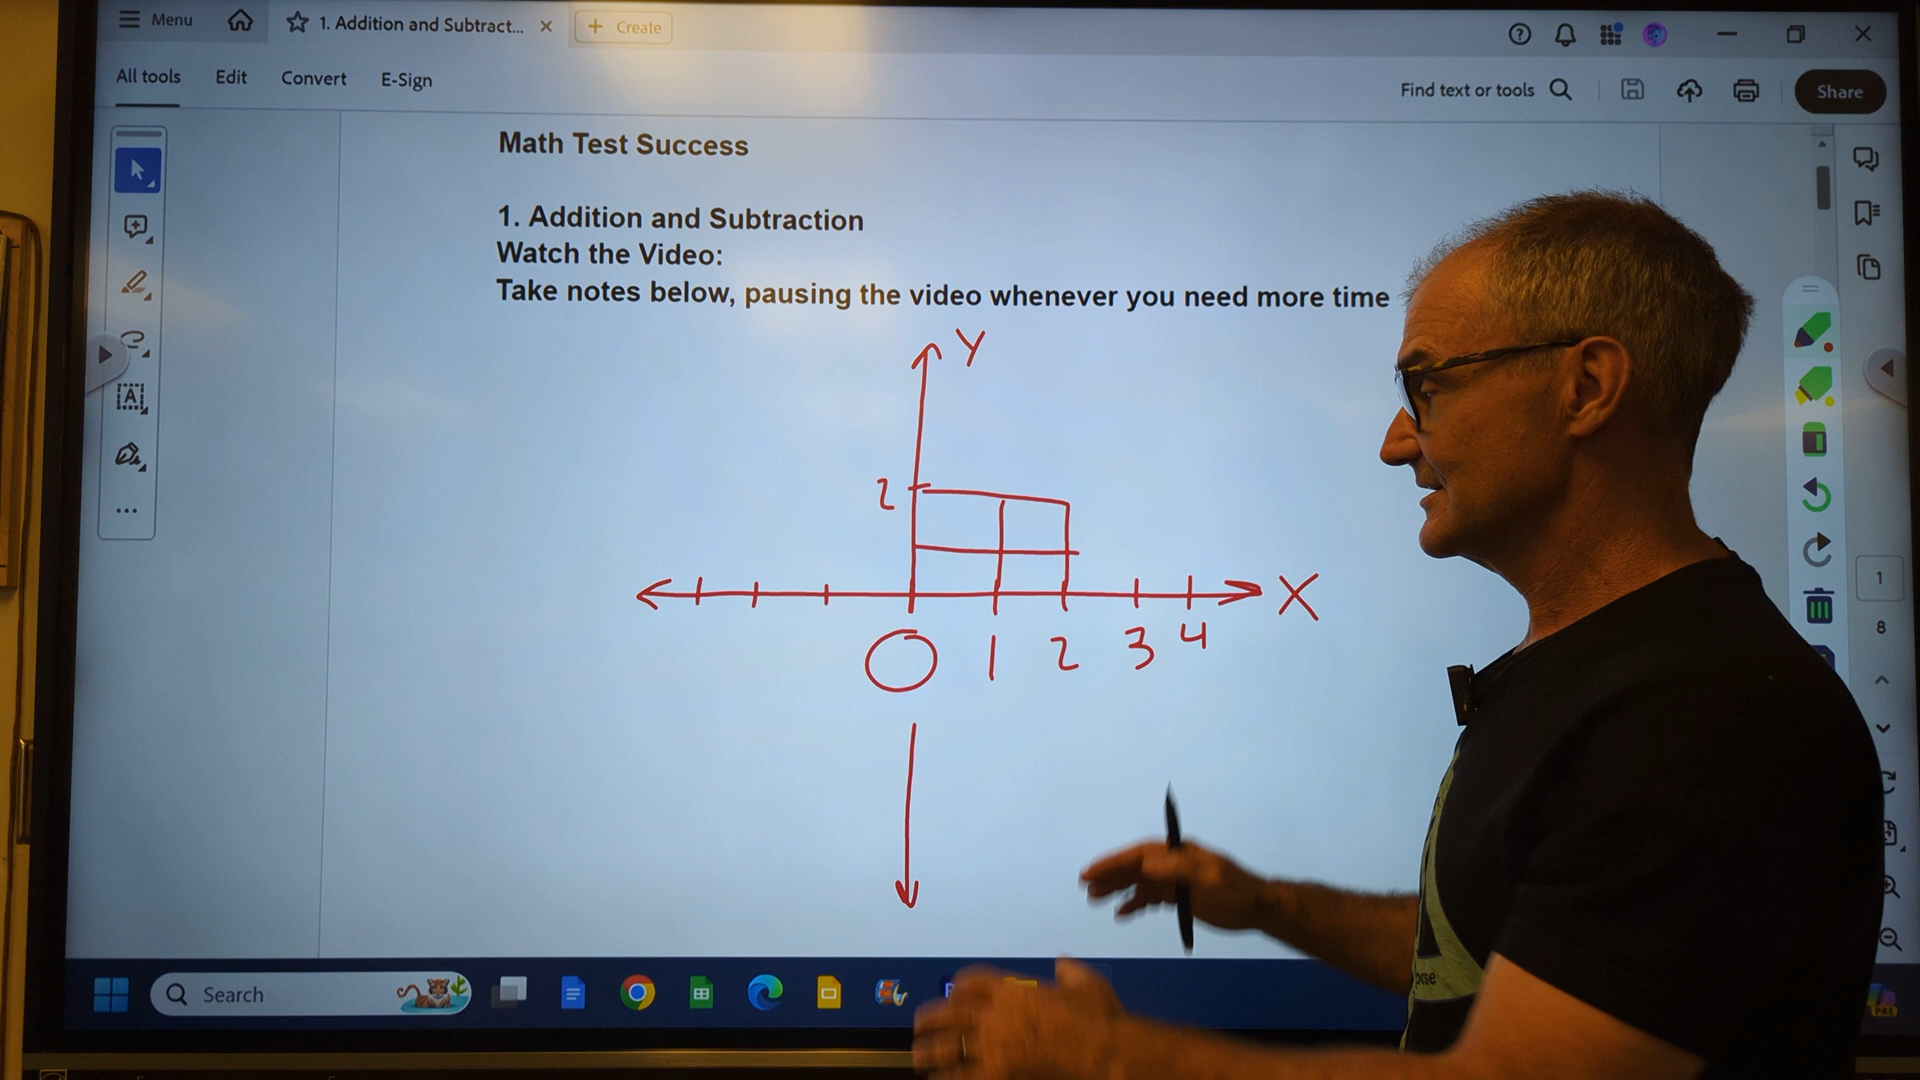 Menu
1. Addition and Subtract...
Create
All tools
Edit
Convert
E-Sign
Find text or tools
Share
Math Test Success
1. Addition and Subtraction
Watch the Video:
Take notes below, pausing the video whenever you need more time
Y
2
X
0 1 2 3 4
1
8
Search